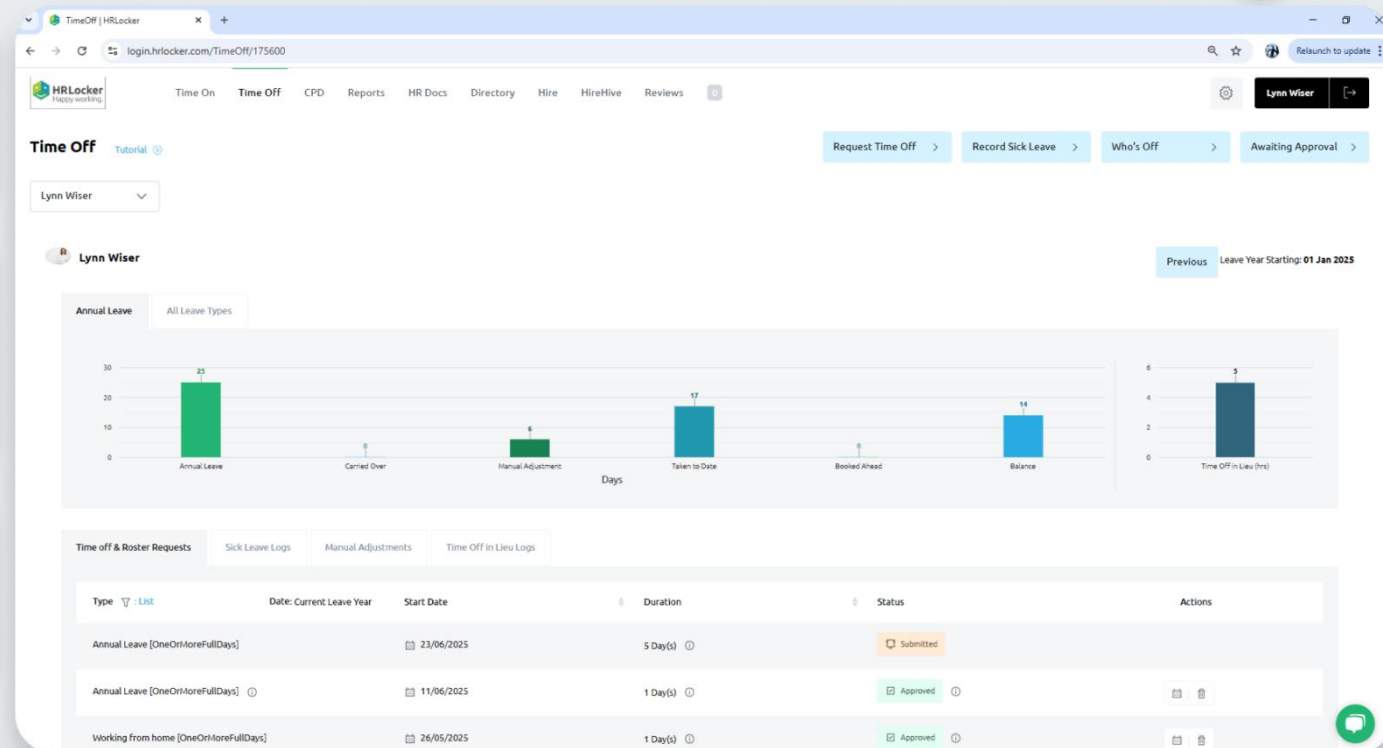 TimeOff | HRLocker
login.hrlocker.com/TimeOff/175600
Relaunch to update
HRLocker
Happy working.
Time On Time Off CPD Reports HR Docs Directory Hire HireHive Reviews 0
Lynn Wiser
Time Off Tutorial
Request Time Off Record Sick Leave Who's Off Awaiting Approval
Lynn Wiser
Lynn Wiser
Previous Leave Year Starting: 01 Jan 2025
Annual Leave All Leave Types
30 20 10 0
25 0 6 17 0 14
Annual Leave Carried Over Manual Adjustment Taken to Date Booked Ahead Balance
Days
6 4 2 0
5
Time Off in Lieu (hrs)
Time off & Roster Requests Sick Leave Logs Manual Adjustments Time Off in Lieu Logs
Type : List Date: Current Leave Year Start Date Duration Status Actions
Annual Leave [OneOrMoreFullDays] 23/06/2025 5 Day(s) Submitted
Annual Leave [OneOrMoreFullDays] 11/06/2025 1 Day(s) Approved
Working from home [OneOrMoreFullDays] 26/05/2025 1 Day(s) Approved